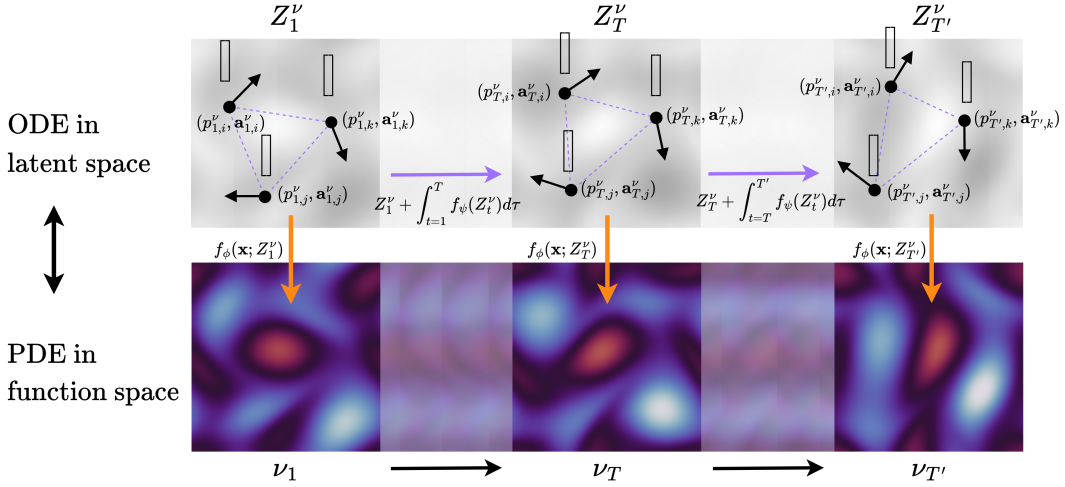 Z_1^ν Z_T^ν Z_{T'}^ν
ODE in
latent space
(p_{1,i}^ν, a_{1,i}^ν)
(p_{1,k}^ν, a_{1,k}^ν)
(p_{1,j}^ν, a_{1,j}^ν)
Z_1^ν + ∫_{t=1}^{T} f_ψ(Z_t^ν)dτ
(p_{T,i}^ν, a_{T,i}^ν)
(p_{T,k}^ν, a_{T,k}^ν)
(p_{T,j}^ν, a_{T,j}^ν)
Z_T^ν + ∫_{t=T}^{T'} f_ψ(Z_t^ν)dτ
(p_{T',i}^ν, a_{T',i}^ν)
(p_{T',k}^ν, a_{T',k}^ν)
(p_{T',j}^ν, a_{T',j}^ν)
f_ϕ(x; Z_1^ν) f_ϕ(x; Z_T^ν) f_ϕ(x; Z_{T'}^ν)
PDE in
function space
ν_1 ν_T ν_{T'}